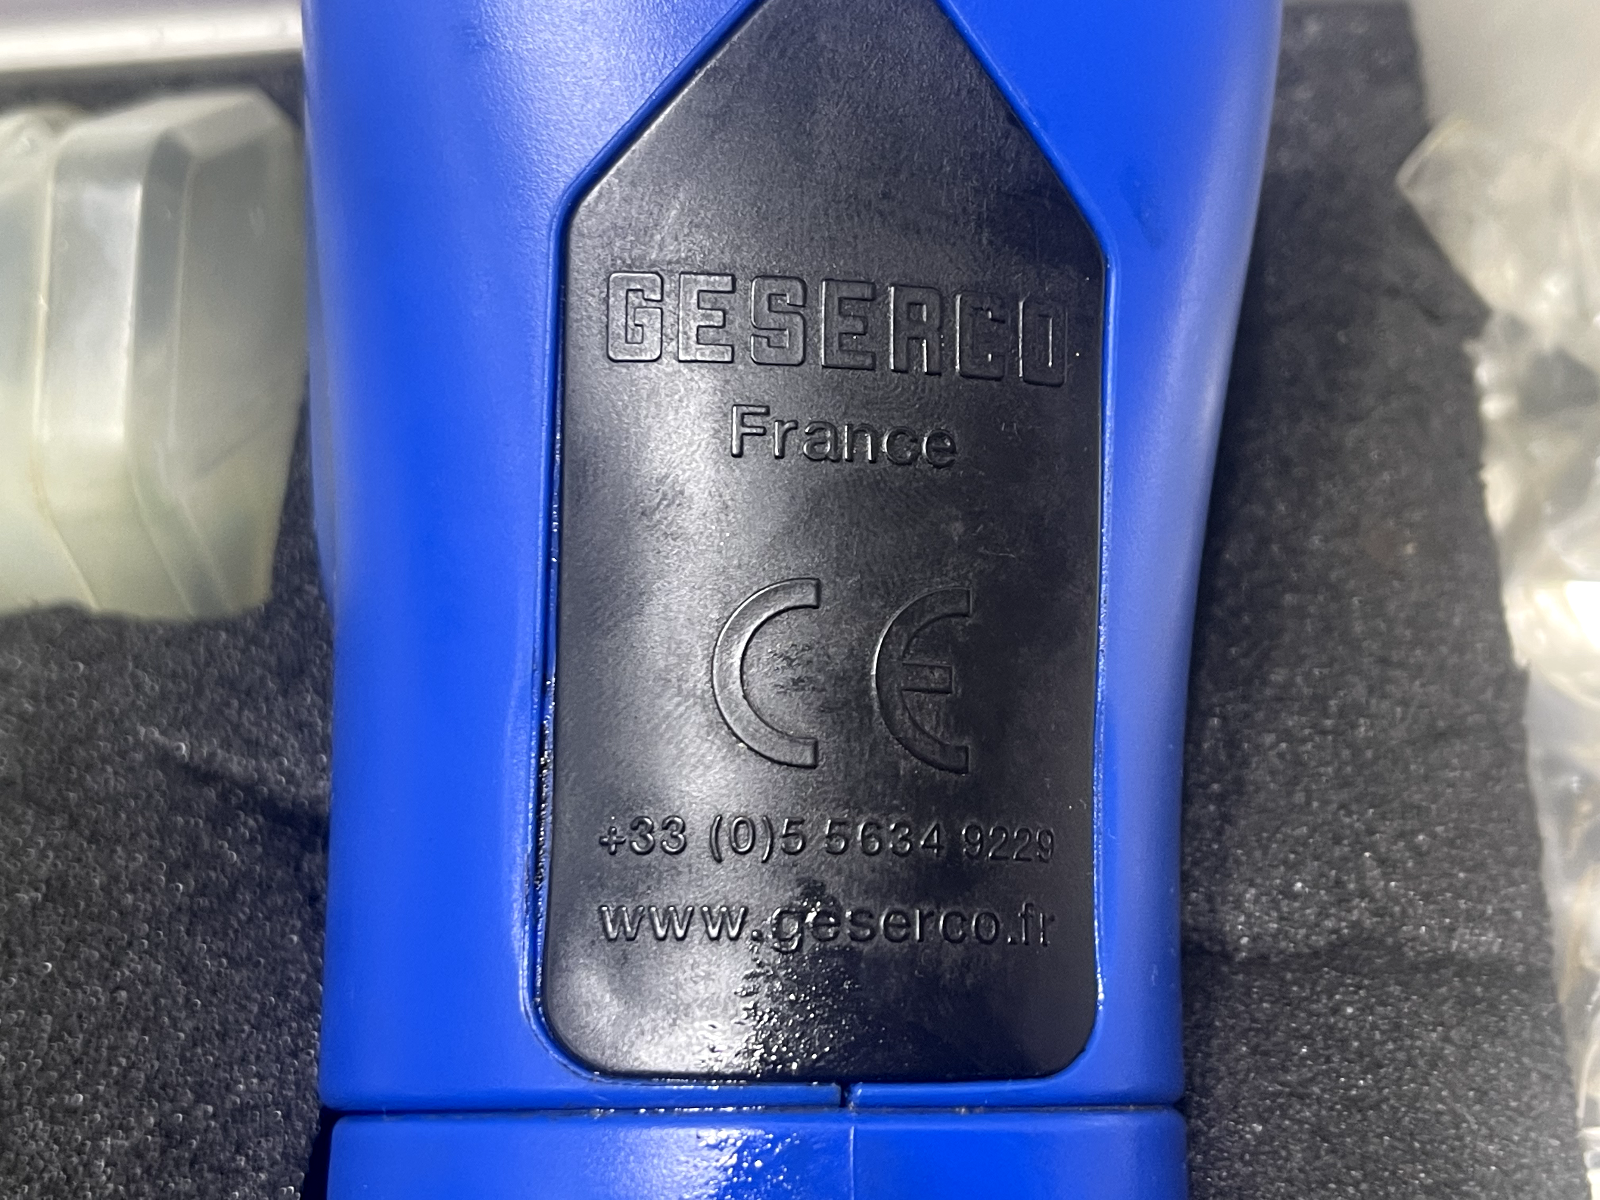 GESERCO
France
CE
+33 (0)5 5634 9229
www.geserco.fr